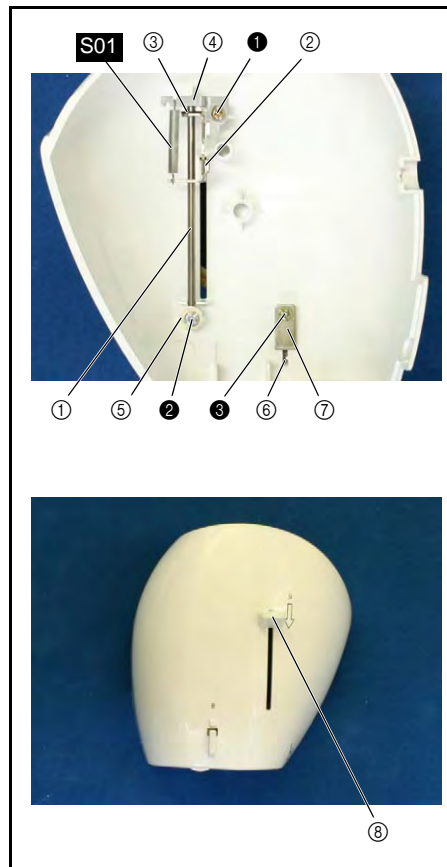 S01 ③ ④ ❶ ②
① ⑤ ❷ ❸ ⑥ ⑦
⑧